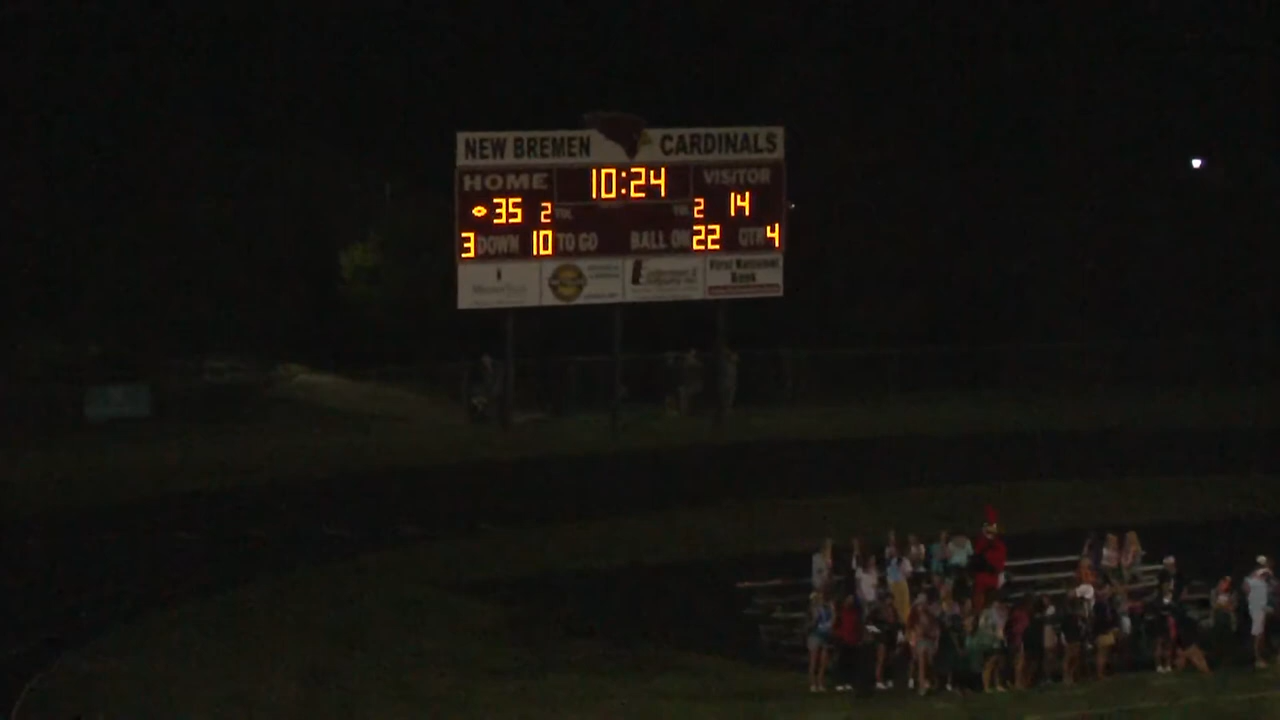 NEW BREMEN CARDINALS
HOME 10:24 VISITOR
35 2 TOL TOL 2 14
3 DOWN 10 TO GO BALL ON 22 QTR 4
First National
Bank